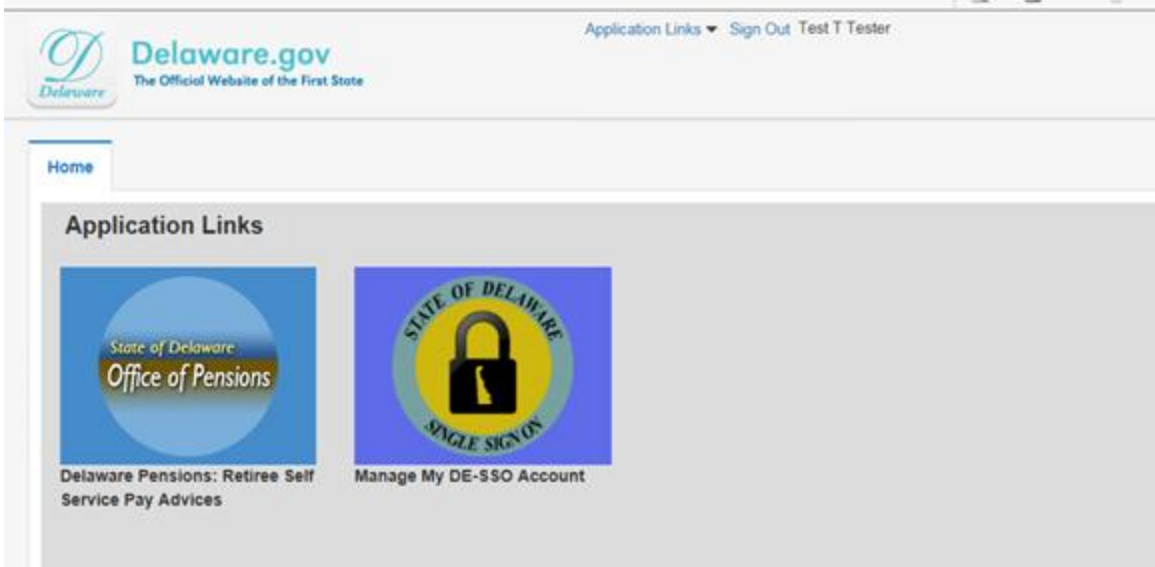 Application Links Sign Out Test T Tester
Delaware
Delaware.gov
The Official Website of the First State
Home
Application Links
State of Delaware
Office of Pensions
STATE OF DELAWARE
SINGLE SIGN ON
Delaware Pensions: Retiree Self
Service Pay Advices
Manage My DE-SSO Account